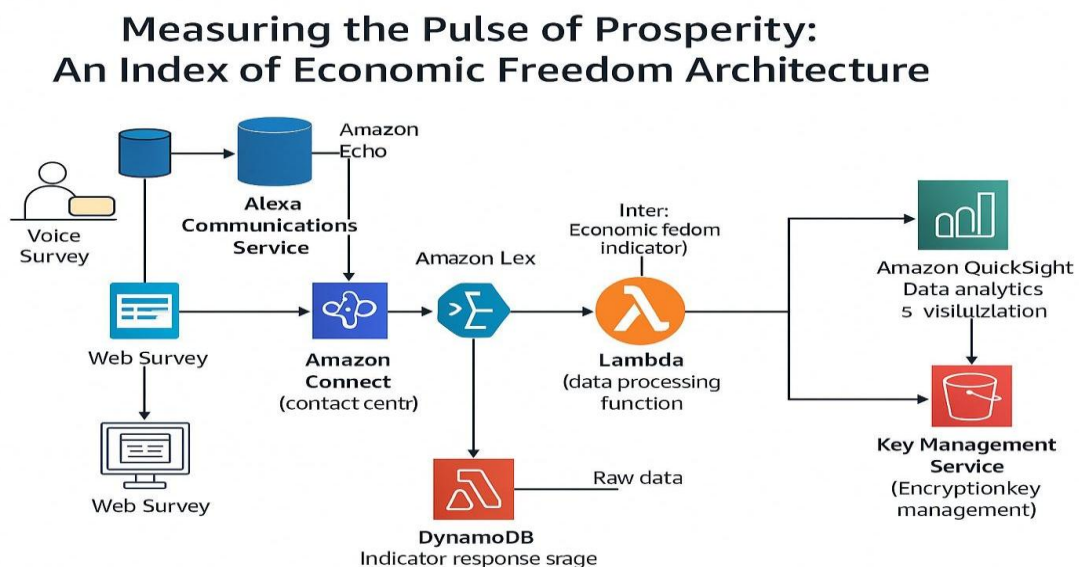 Measuring the Pulse of Prosperity:
An Index of Economic Freedom Architecture
Voice
Survey
Amazon
Echo
Alexa
Communications
Service
Web Survey
Web Survey
Amazon
Connect
(contact centr)
Amazon Lex
DynamoDB
Indicator response srage
Raw data
Inter:
Economic fedom
indicator)
Lambda
(data processing
function
Amazon QuickSight
Data analytics
5 visilulzlation
Key Management
Service
(Encryptionkey
management)